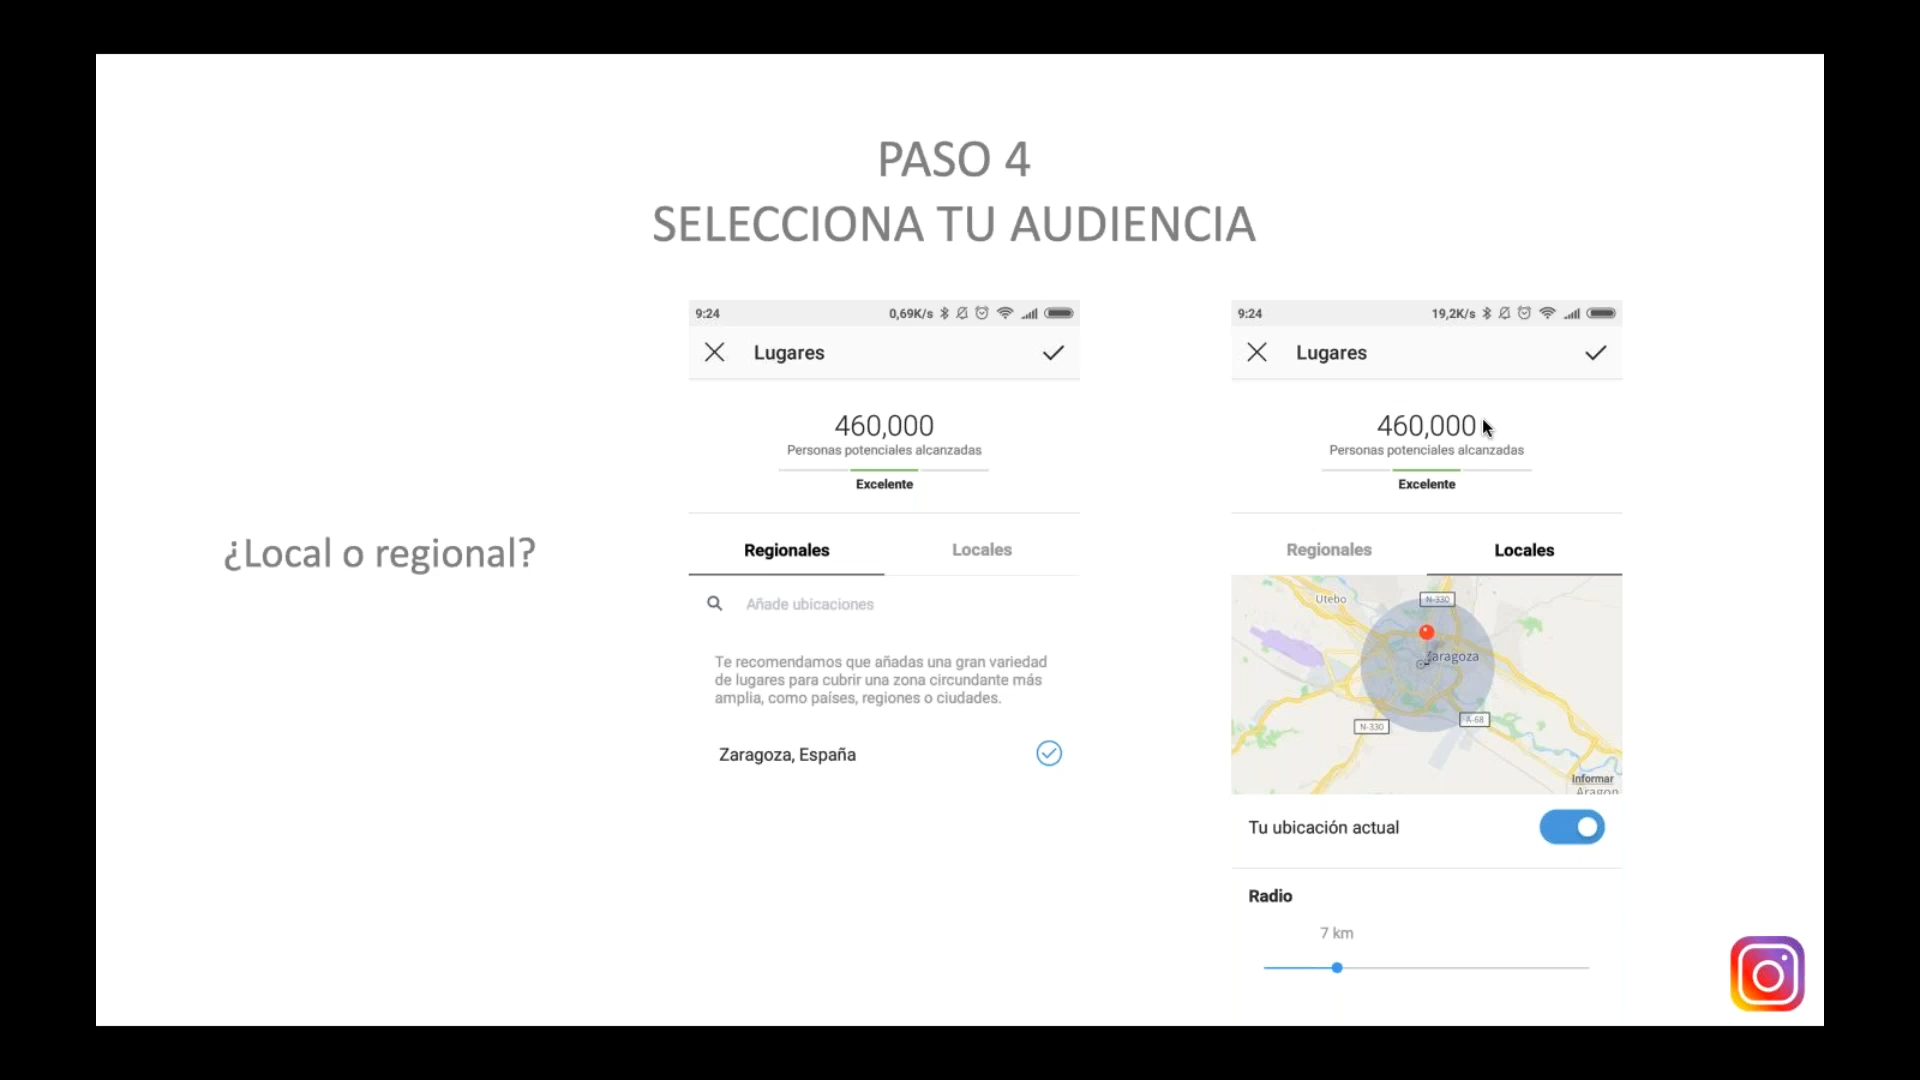 PASO 4
SELECCIONA TU AUDIENCIA
¿Local o regional?
9:24
0,69K/s
Lugares
460,000
Personas potenciales alcanzadas
Excelente
Regionales
Locales
Añade ubicaciones
Te recomendamos que añadas una gran variedad
de lugares para cubrir una zona circundante más
amplia, como países, regiones o ciudades.
Zaragoza, España
9:24
19,2K/s
Lugares
460,000
Personas potenciales alcanzadas
Excelente
Regionales
Locales
Utebo
N-330
Zaragoza
A-68
N-330
Informar
Aragon
Tu ubicación actual
Radio
7 km